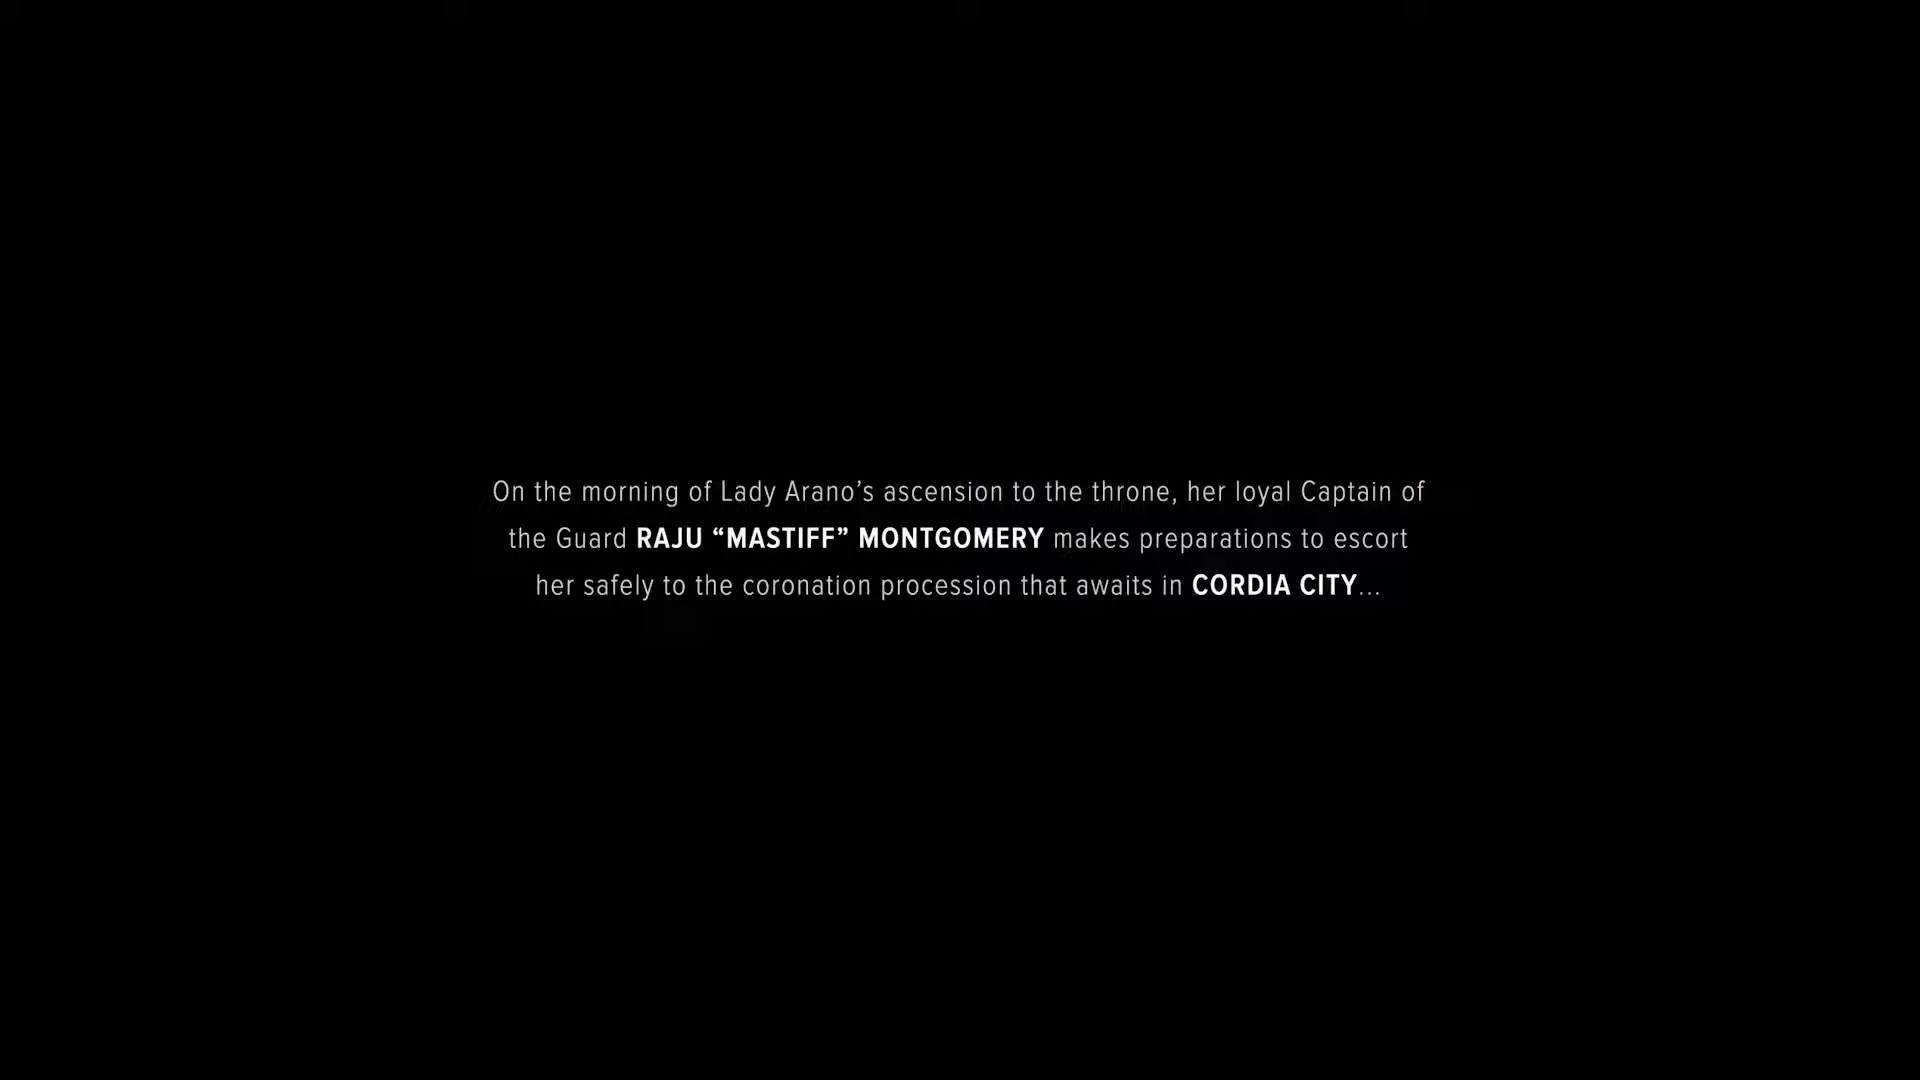 On the morning of Lady Arano’s ascension to the throne, her loyal Captain of
the Guard RAJU “MASTIFF” MONTGOMERY makes preparations to escort
her safely to the coronation procession that awaits in CORDIA CITY...